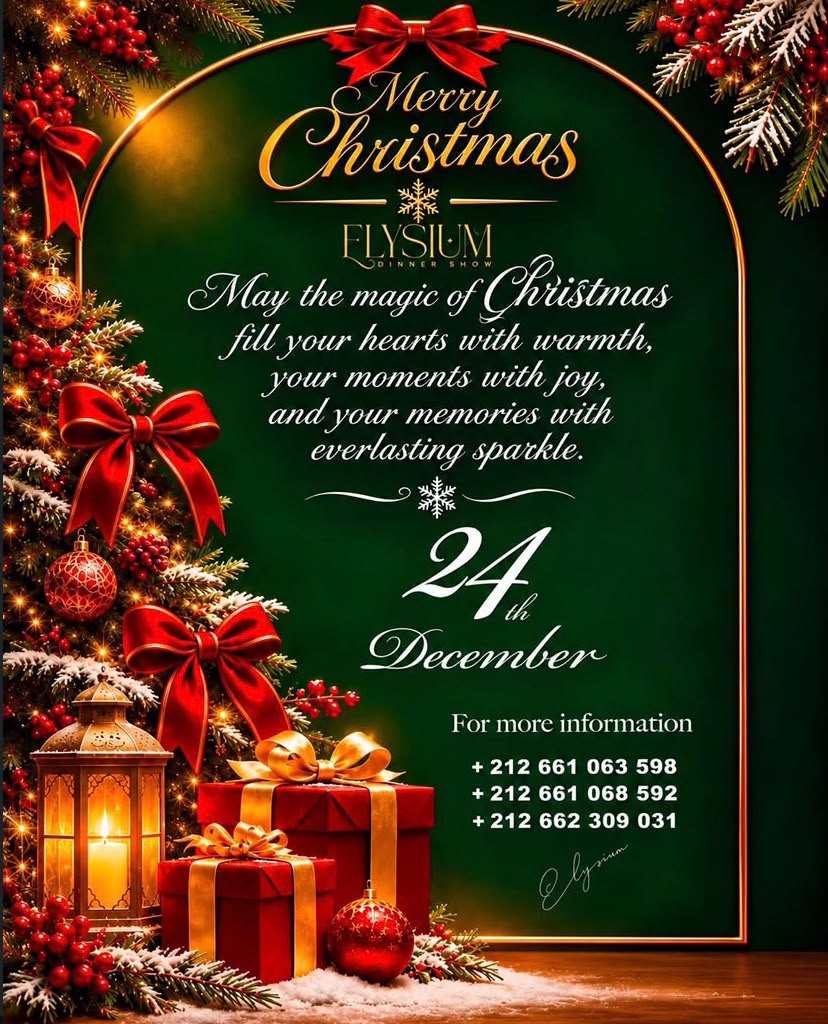 Merry
Christmas
ELYSIUM
DINNER SHOW
May the magic of Christmas
fill your hearts with warmth,
your moments with joy,
and your memories with
everlasting sparkle.
24th
December
For more information
+ 212 661 063 598
+ 212 661 068 592
+ 212 662 309 031
Elysium